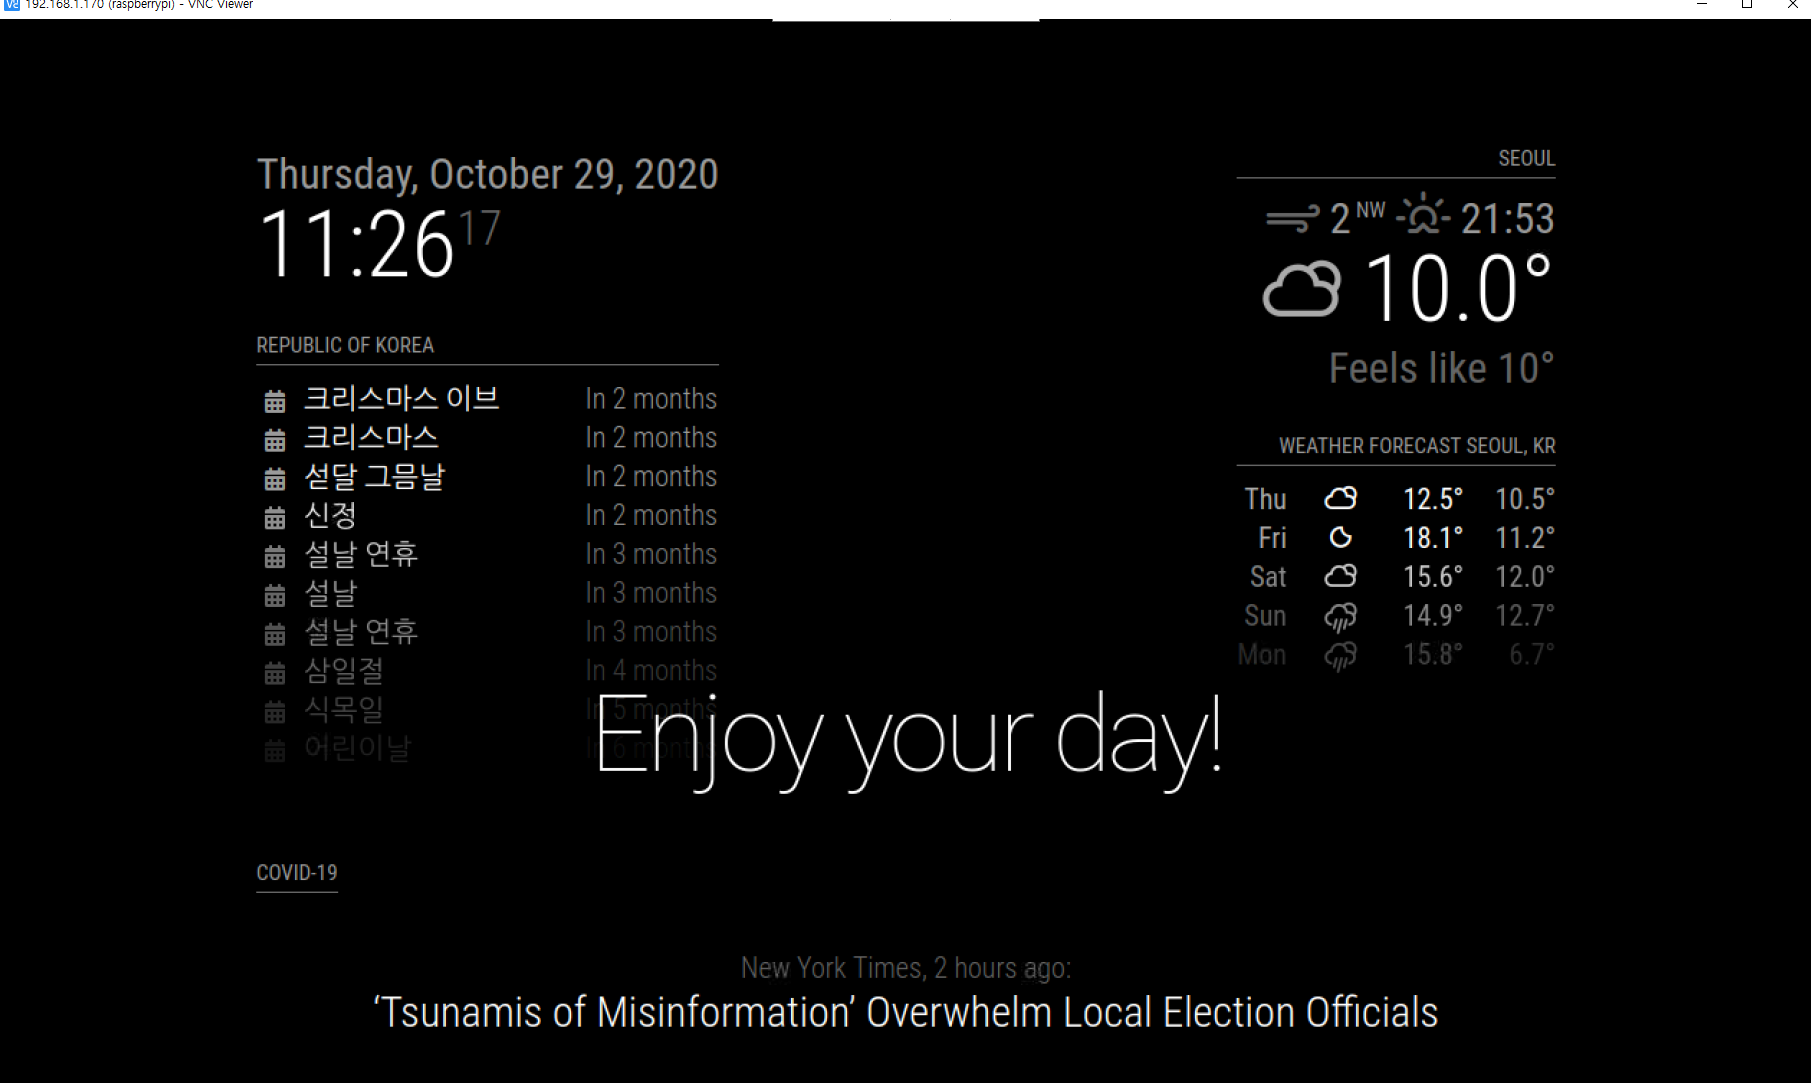 192.168.1.170 (raspberrypi) - VNC Viewer
Thursday, October 29, 2020
11:26 17
REPUBLIC OF KOREA
크리스마스 이브 In 2 months
크리스마스 In 2 months
섣달 그믐날 In 2 months
신정 In 2 months
설날 연휴 In 3 months
설날 In 3 months
설날 연휴 In 3 months
삼일절 In 4 months
식목일 In 5 months
어린이날 In 6 months
SEOUL
2 NW 21:53
10.0°
Feels like 10°
WEATHER FORECAST SEOUL, KR
Thu 12.5° 10.5°
Fri 18.1° 11.2°
Sat 15.6° 12.0°
Sun 14.9° 12.7°
Mon 15.8° 6.7°
Enjoy your day!
COVID-19
New York Times, 2 hours ago:
‘Tsunamis of Misinformation’ Overwhelm Local Election Officials